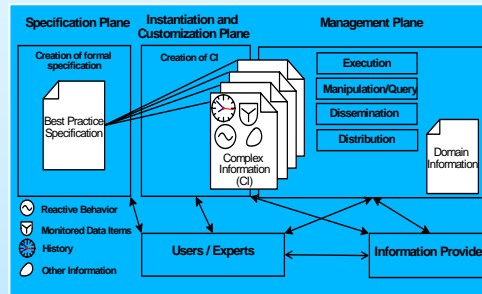 Specification Plane
Instantiation and
Customization Plane
Management Plane
Creation of formal
specification
Creation of CI
Best Practice
Specification)
Complex
Information
(CI)
Execution
Manipulation/Query
Dissemination
Distribution
Domain
Information
Reactive Behavior
Monitored Data Items
History
Other Information
Users / Experts
Information Provide